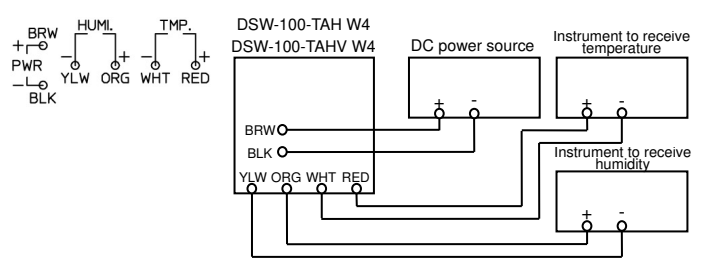 BRW HUMI. TMP.
+ - + - +
PWR YLW ORG WHT RED
-
BLK
DSW-100-TAH W4
DSW-100-TAHV W4
DC power source
+ -
Instrument to receive
temperature
+ -
BRW
BLK
YLW ORG WHT RED
Instrument to receive
humidity
+ -